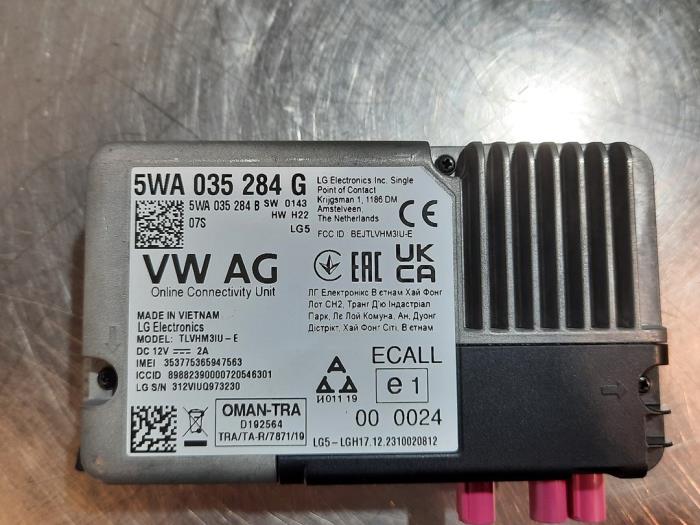 5WA 035 284 G
5WA 035 284 B SW 0143
HW H22
07S
LG5
LG Electronics Inc. Single
Point of Contact
Krijgsman 1, 1186 DM
Amstelveen,
The Netherlands
FCC ID BEJTLVHM3IU-E
CE
VW AG
Online Connectivity Unit
EAC
UK
CA
ЛГ Електронікс В'єтнам Хай Фонг
Лот CH2, Транг Д'ю Індастріал
Парк, Ле Лой Комуна, Ан, Дуонг
Дістрікт, Хай Фонг Сіті, В'єтнам
MADE IN VIETNAM
LG Electronics
MODEL: TLVHM3IU-E
DC 12V 2A
IMEI 353775365947563
ICCID 89882390000720546301
LG S/N 312VIUQ973230
OMAN-TRA
D192564
TRA/TA-R/7871/19
И011 19
ECALL
e1
00 0024
LG5-LGH17.12.2310020812